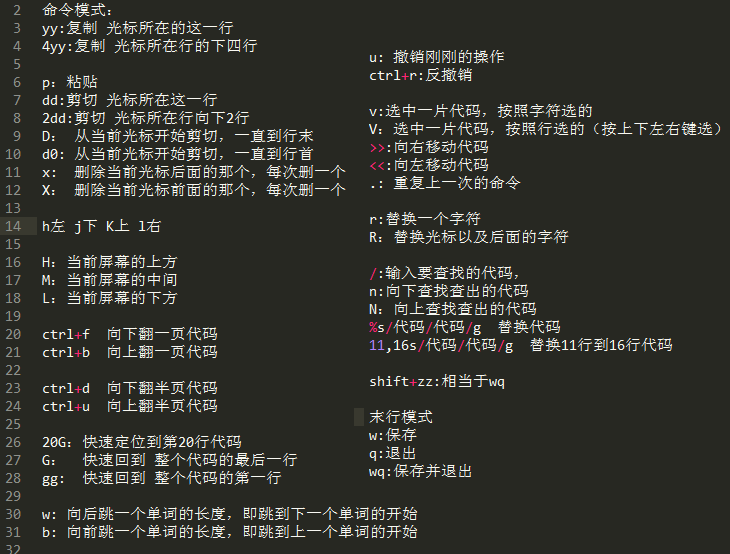 2 命令模式：
3 yy:复制 光标所在的这一行
4 4yy:复制 光标所在行的下四行
5
6 p：粘贴
7 dd:剪切 光标所在这一行
8 2dd:剪切 光标所在行向下2行
9 D： 从当前光标开始剪切，一直到行末
10 d0: 从当前光标开始剪切，一直到行首
11 x： 删除当前光标后面的那个，每次删一个
12 X： 删除当前光标前面的那个，每次删一个
13
14 h左 j下 K上 l右
15
16 H：当前屏幕的上方
17 M：当前屏幕的中间
18 L：当前屏幕的下方
19
20 ctrl+f 向下翻一页代码
21 ctrl+b 向上翻一页代码
22
23 ctrl+d 向下翻半页代码
24 ctrl+u 向上翻半页代码
25
26 20G：快速定位到第20行代码
27 G： 快速回到 整个代码的最后一行
28 gg: 快速回到 整个代码的第一行
29
30 w: 向后跳一个单词的长度，即跳到下一个单词的开始
31 b: 向前跳一个单词的长度，即跳到上一个单词的开始
32
u: 撤销刚刚的操作
ctrl+r:反撤销
v:选中一片代码，按照字符选的
V：选中一片代码，按照行选的（按上下左右键选）
>>:向右移动代码
<<:向左移动代码
.: 重复上一次的命令
r:替换一个字符
R：替换光标以及后面的字符
/:输入要查找的代码，
n:向下查找查出的代码
N：向上查找查出的代码
%s/代码/代码/g 替换代码
11,16s/代码/代码/g 替换11行到16行代码
shift+zz:相当于wq
末行模式
w:保存
q:退出
wq:保存并退出